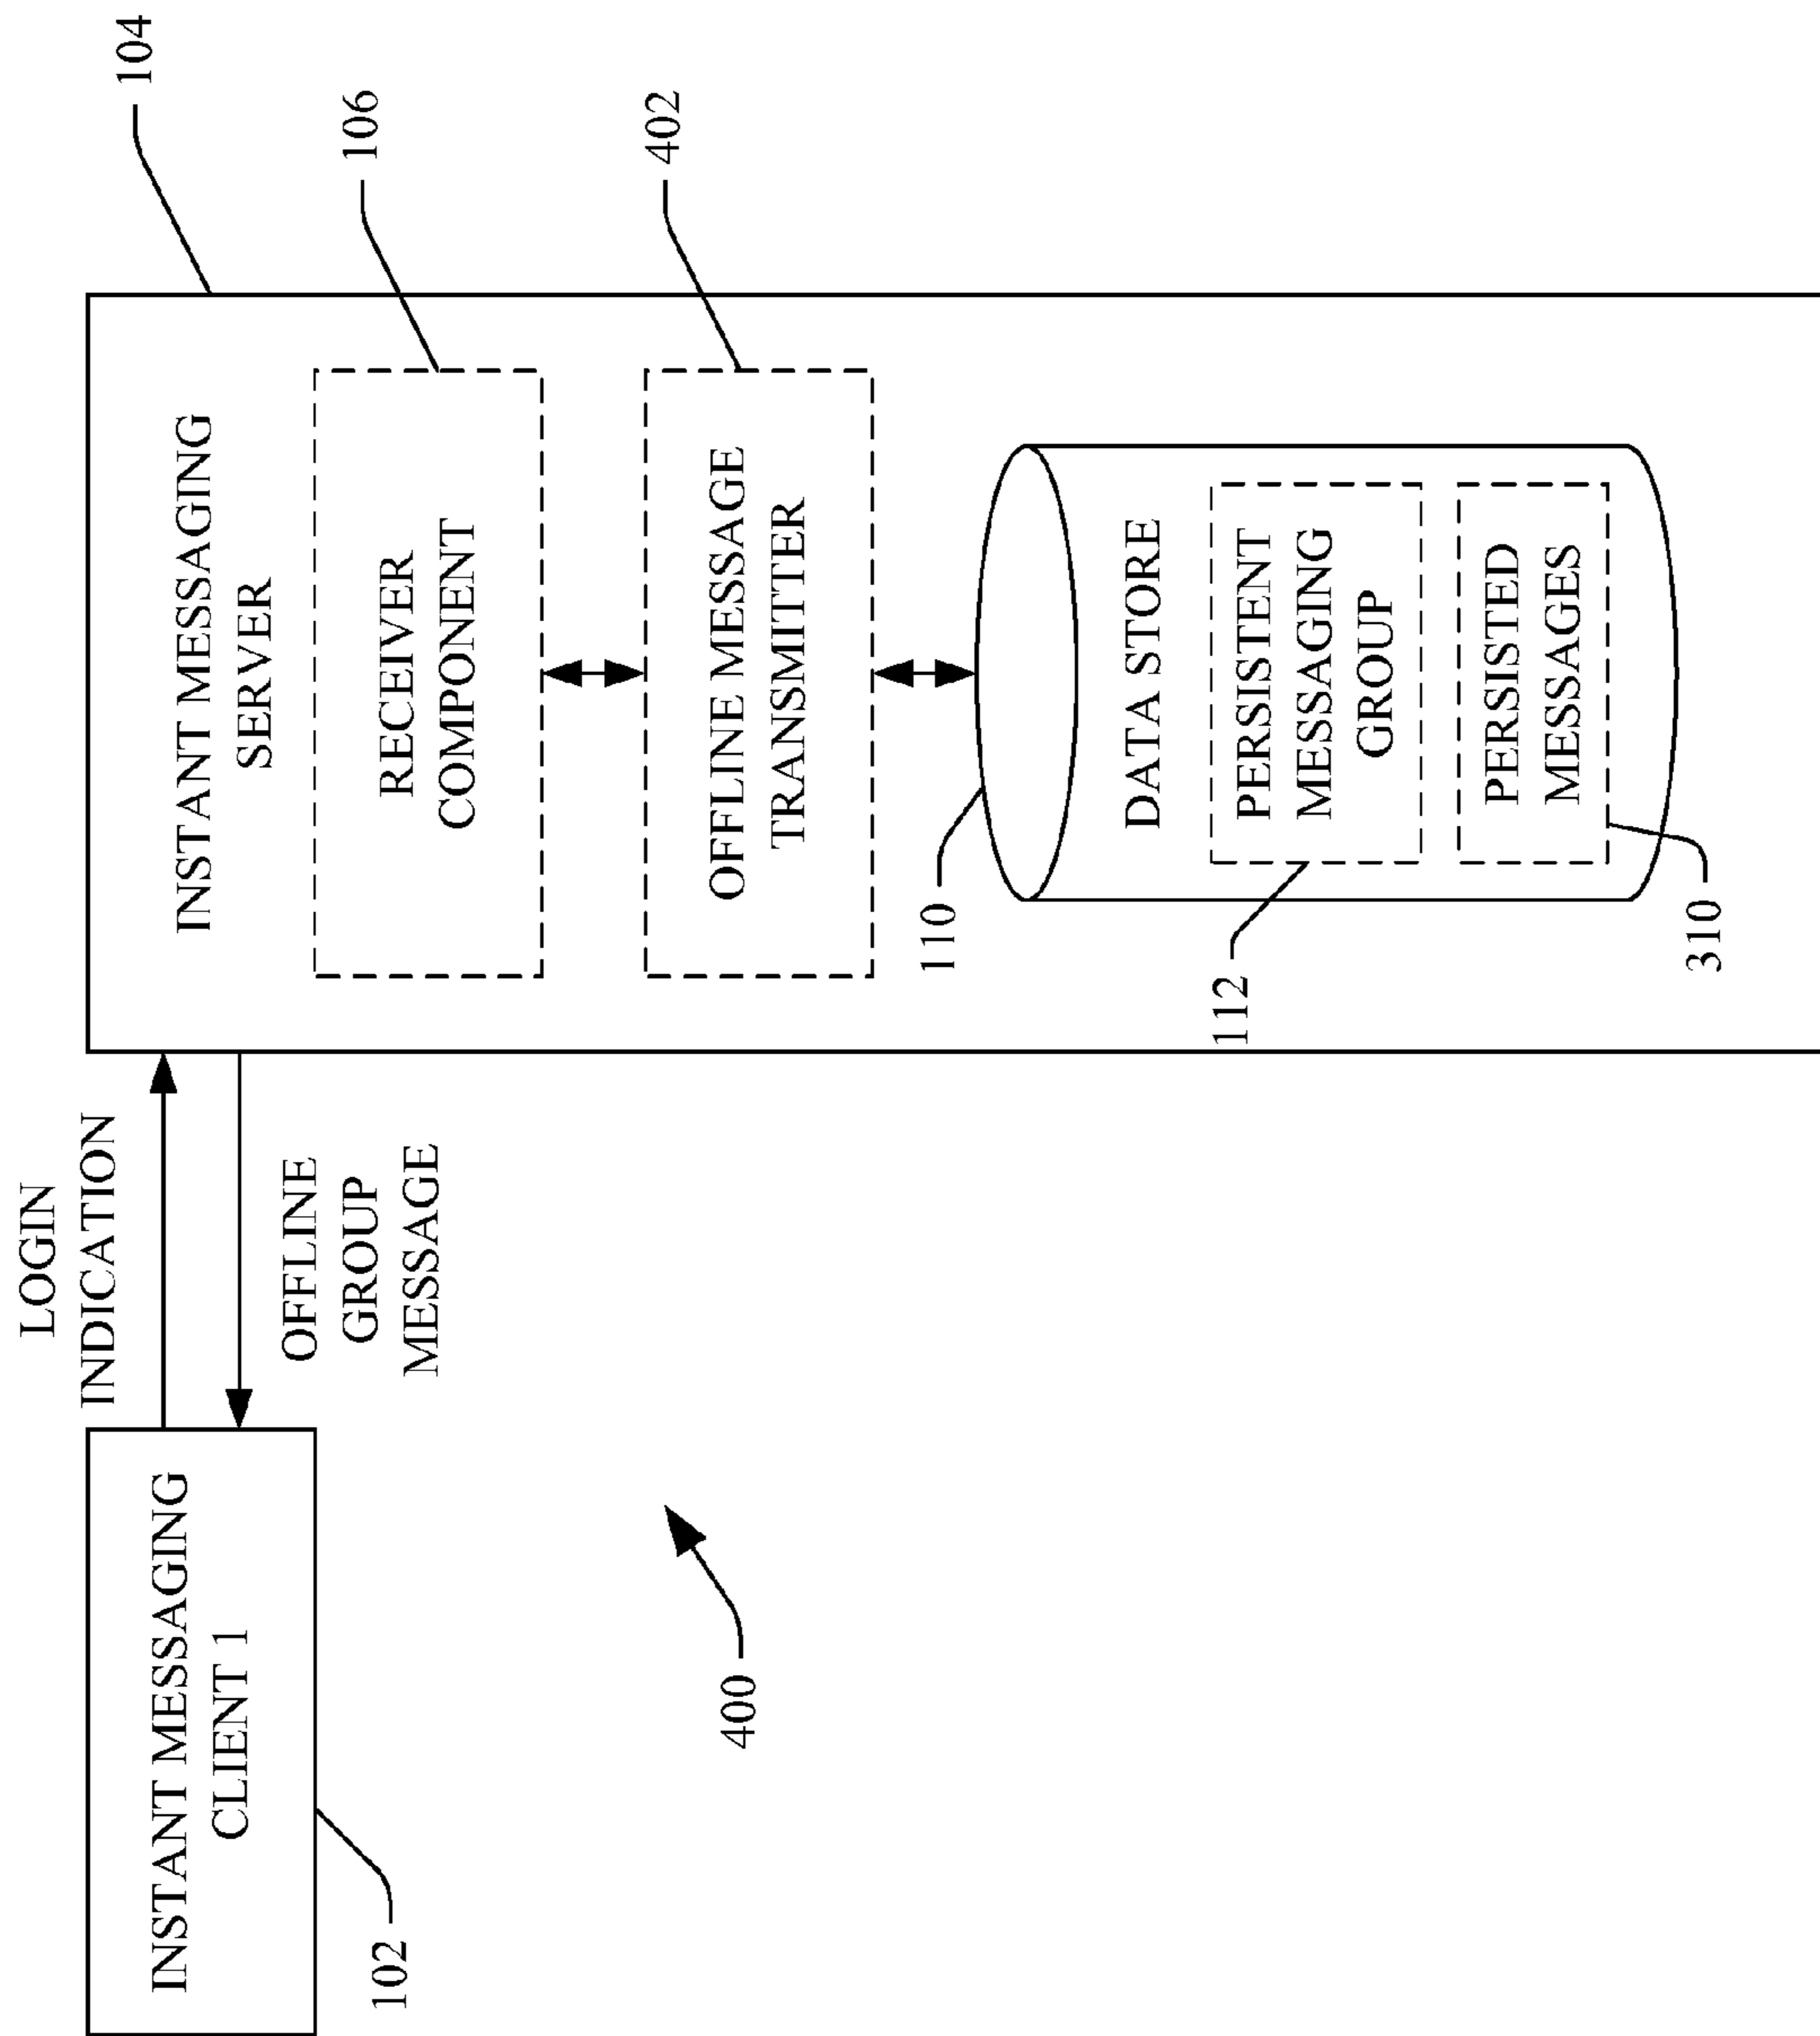 LOGIN
INDICATION
INSTANT MESSAGING
CLIENT 1
102
OFFLINE
GROUP
MESSAGE
400
INSTANT MESSAGING
SERVER
104
RECEIVER
COMPONENT
106
OFFLINE MESSAGE
TRANSMITTER
402
110
DATA STORE
112
PERSISTENT
MESSAGING
GROUP
PERSISTED
MESSAGES
310